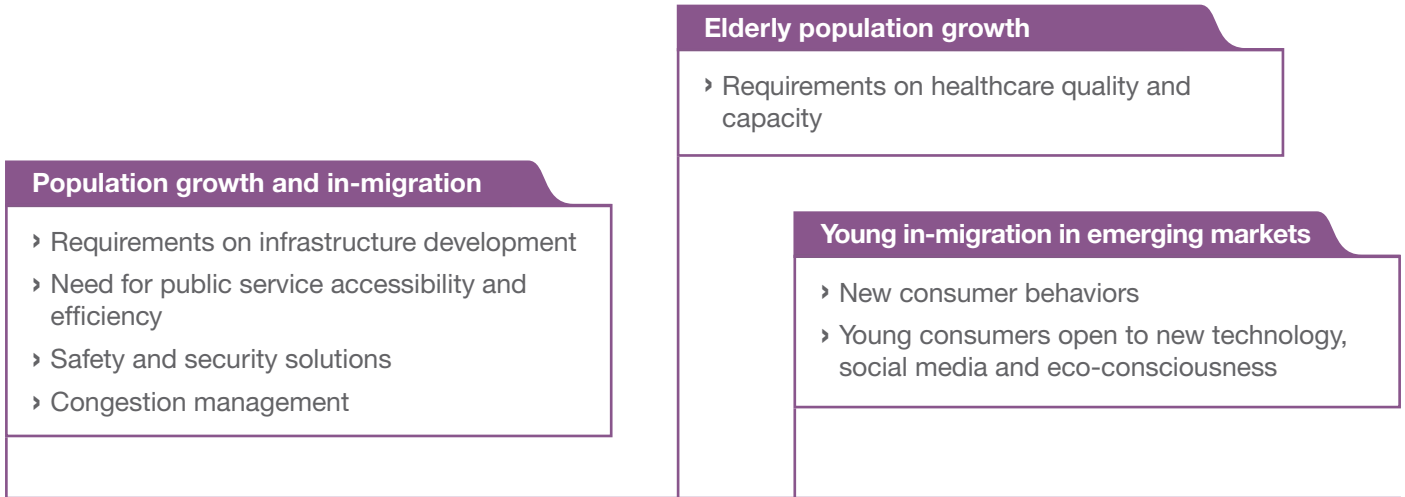 Elderly population growth
› Requirements on healthcare quality and
capacity
Population growth and in-migration
› Requirements on infrastructure development
› Need for public service accessibility and
efficiency
› Safety and security solutions
› Congestion management
Young in-migration in emerging markets
› New consumer behaviors
› Young consumers open to new technology,
social media and eco-consciousness